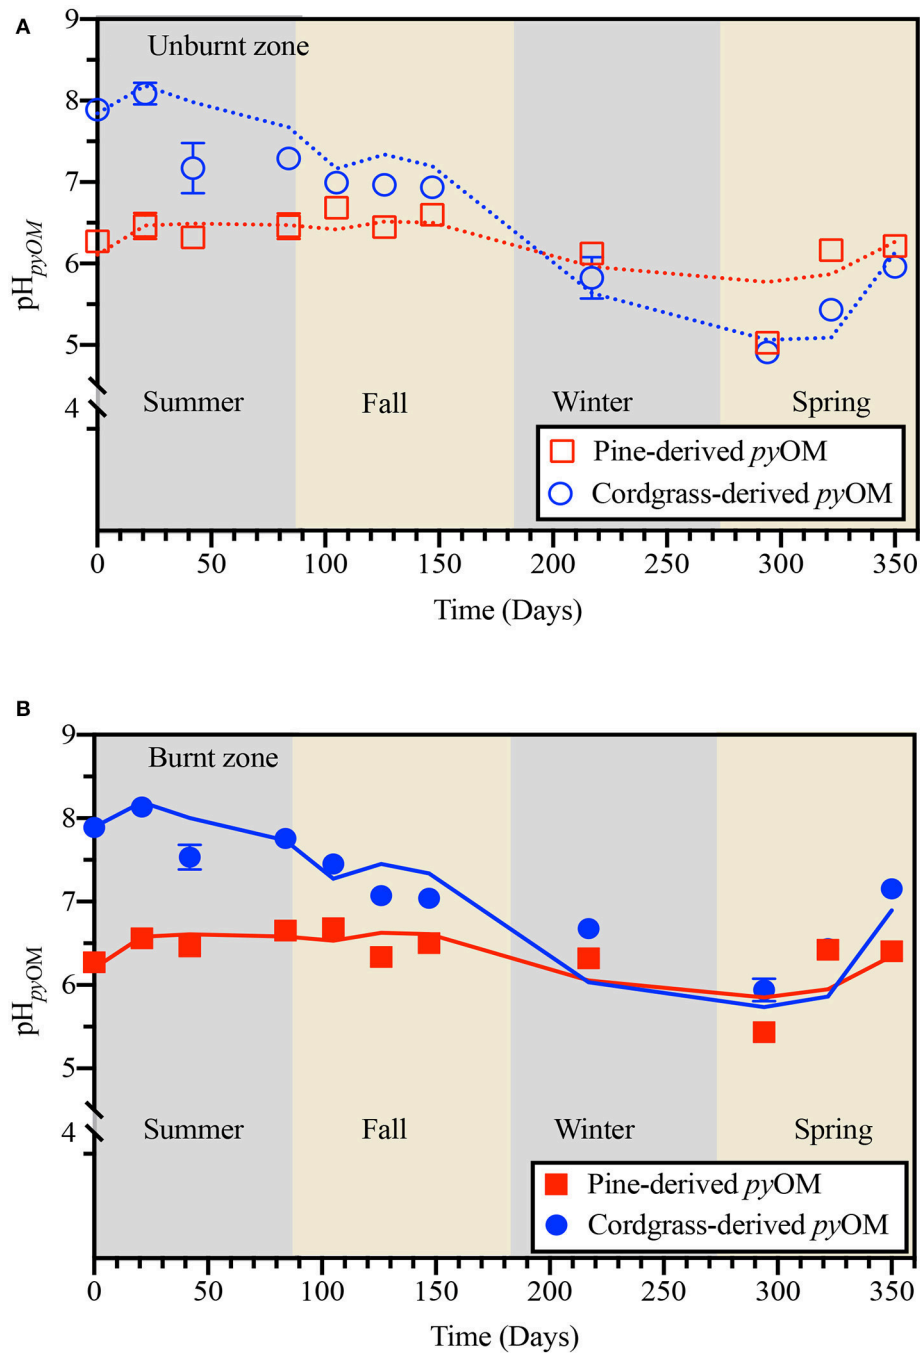 A
Unburnt zone
9
8
7
6
5
4
pHpyOM
Summer Fall Winter Spring
Pine-derived pyOM
Cordgrass-derived pyOM
0 50 100 150 200 250 300 350
Time (Days)
B
Burnt zone
9
8
7
6
5
4
pHpyOM
Summer Fall Winter Spring
Pine-derived pyOM
Cordgrass-derived pyOM
0 50 100 150 200 250 300 350
Time (Days)